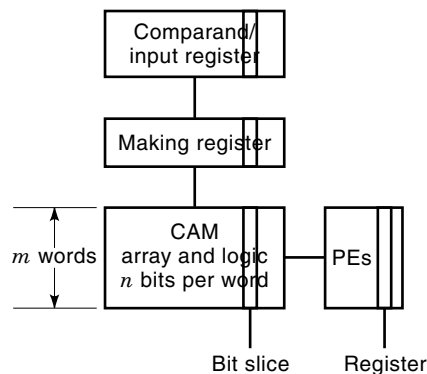 Comparand/
input register
Making register
CAM
array and logic
n bits per word
m words
PEs
Bit slice
Register